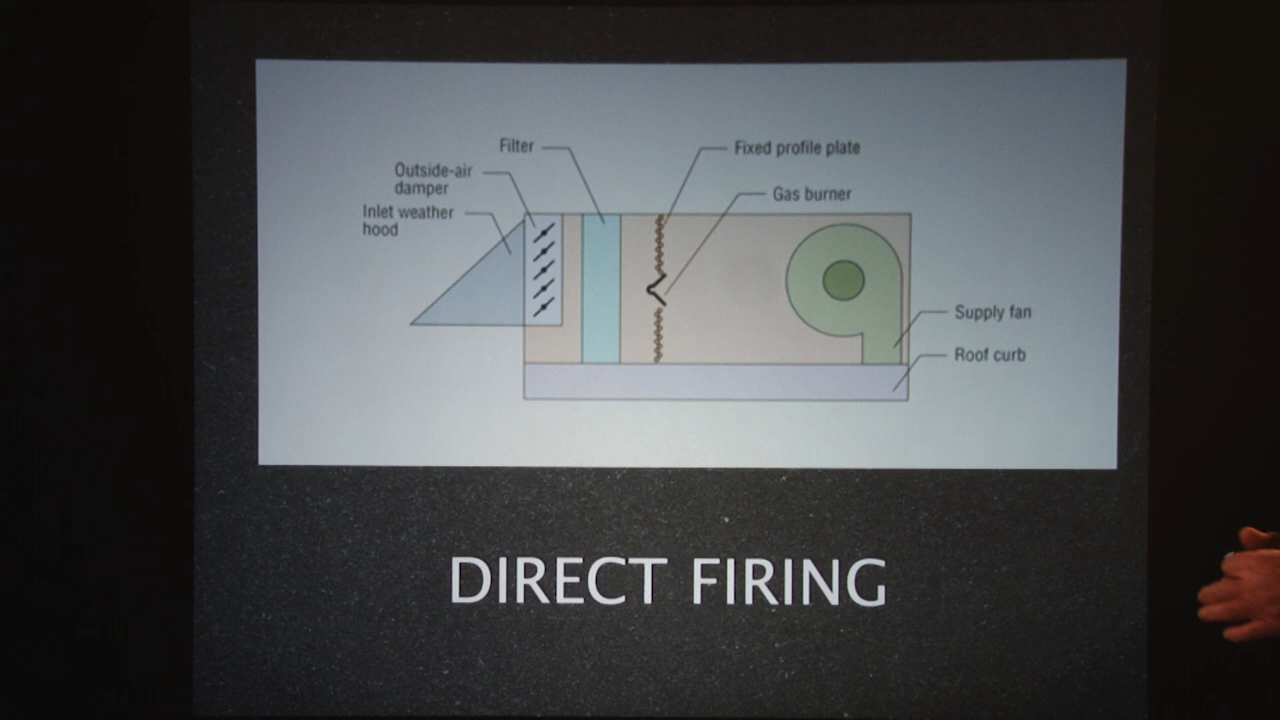 Filter
Fixed profile plate
Outside-air
damper
Gas burner
Inlet weather
hood
Supply fan
Roof curb
DIRECT FIRING